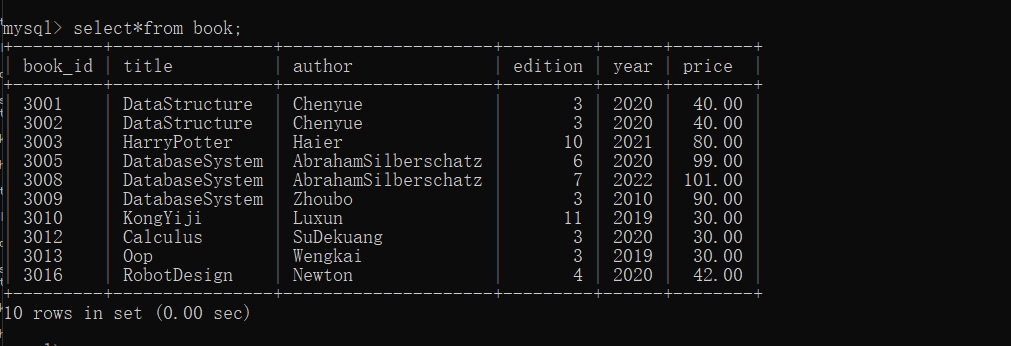 mysql> select*from book;
+---------+----------------+-----------------------+---------+------+--------+
| book_id | title          | author                | edition | year | price  |
+---------+----------------+-----------------------+---------+------+--------+
| 3001    | DataStructure  | Chenyue               |       3 | 2020 |  40.00 |
| 3002    | DataStructure  | Chenyue               |       3 | 2020 |  40.00 |
| 3003    | HarryPotter    | Haier                 |      10 | 2021 |  80.00 |
| 3005    | DatabaseSystem | AbrahamSilberschatz   |       6 | 2020 |  99.00 |
| 3008    | DatabaseSystem | AbrahamSilberschatz   |       7 | 2022 | 101.00 |
| 3009    | DatabaseSystem | Zhoubo                |       3 | 2010 |  90.00 |
| 3010    | KongYiji       | Luxun                 |      11 | 2019 |  30.00 |
| 3012    | Calculus       | SuDekuang             |       3 | 2020 |  30.00 |
| 3013    | Oop            | Wengkai               |       3 | 2019 |  30.00 |
| 3016    | RobotDesign    | Newton                |       4 | 2020 |  42.00 |
+---------+----------------+-----------------------+---------+------+--------+
10 rows in set (0.00 sec)